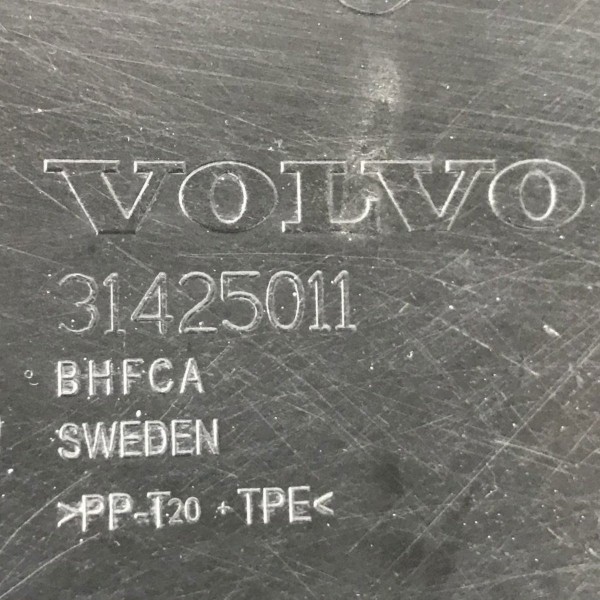 VOLVO
31425011
BHFCA
SWEDEN
>PP-T20 + TPE<